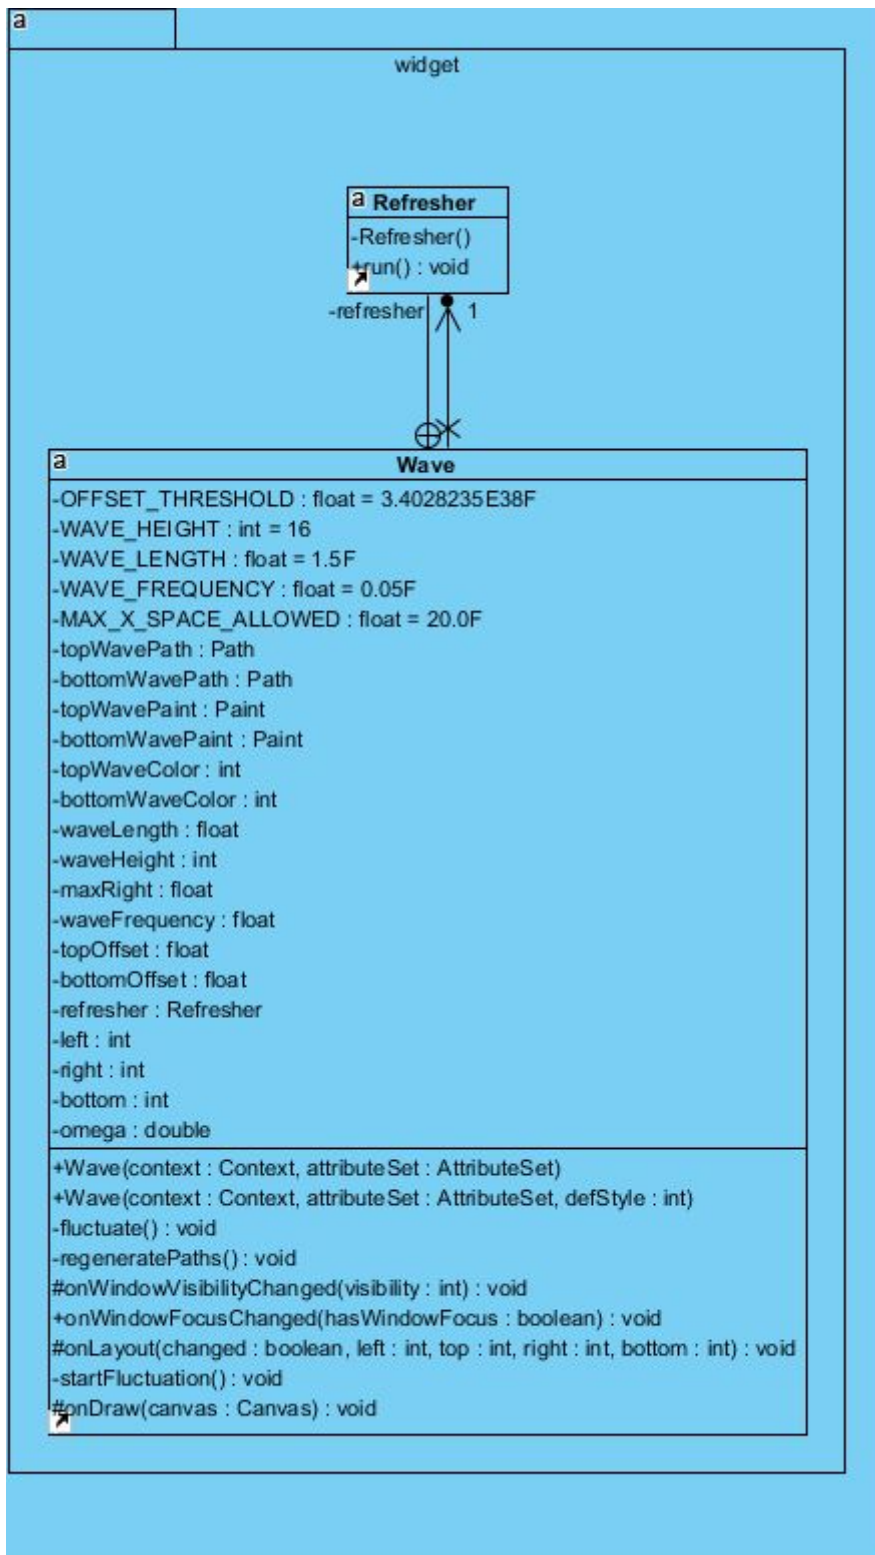 a
widget
a Refresher
-Refresher()
+run() : void
-refresher 1
a
Wave
-OFFSET_THRESHOLD : float = 3.4028235E38F
-WAVE_HEIGHT : int = 16
-WAVE_LENGTH : float = 1.5F
-WAVE_FREQUENCY : float = 0.05F
-MAX_X_SPACE_ALLOWED : float = 20.0F
-topWavePath : Path
-bottomWavePath : Path
-topWavePaint : Paint
-bottomWavePaint : Paint
-topWaveColor : int
-bottomWaveColor : int
-waveLength : float
-waveHeight : int
-maxRight : float
-waveFrequency : float
-topOffset : float
-bottomOffset : float
-refresher : Refresher
-left : int
-right : int
-bottom : int
-omega : double
+Wave(context : Context, attributeSet : AttributeSet)
+Wave(context : Context, attributeSet : AttributeSet, defStyle : int)
-fluctuate() : void
-regeneratePaths() : void
#onWindowVisibilityChanged(visibility : int) : void
+onWindowFocusChanged(hasWindowFocus : boolean) : void
#onLayout(changed : boolean, left : int, top : int, right : int, bottom : int) : void
-startFluctuation() : void
#onDraw(canvas : Canvas) : void